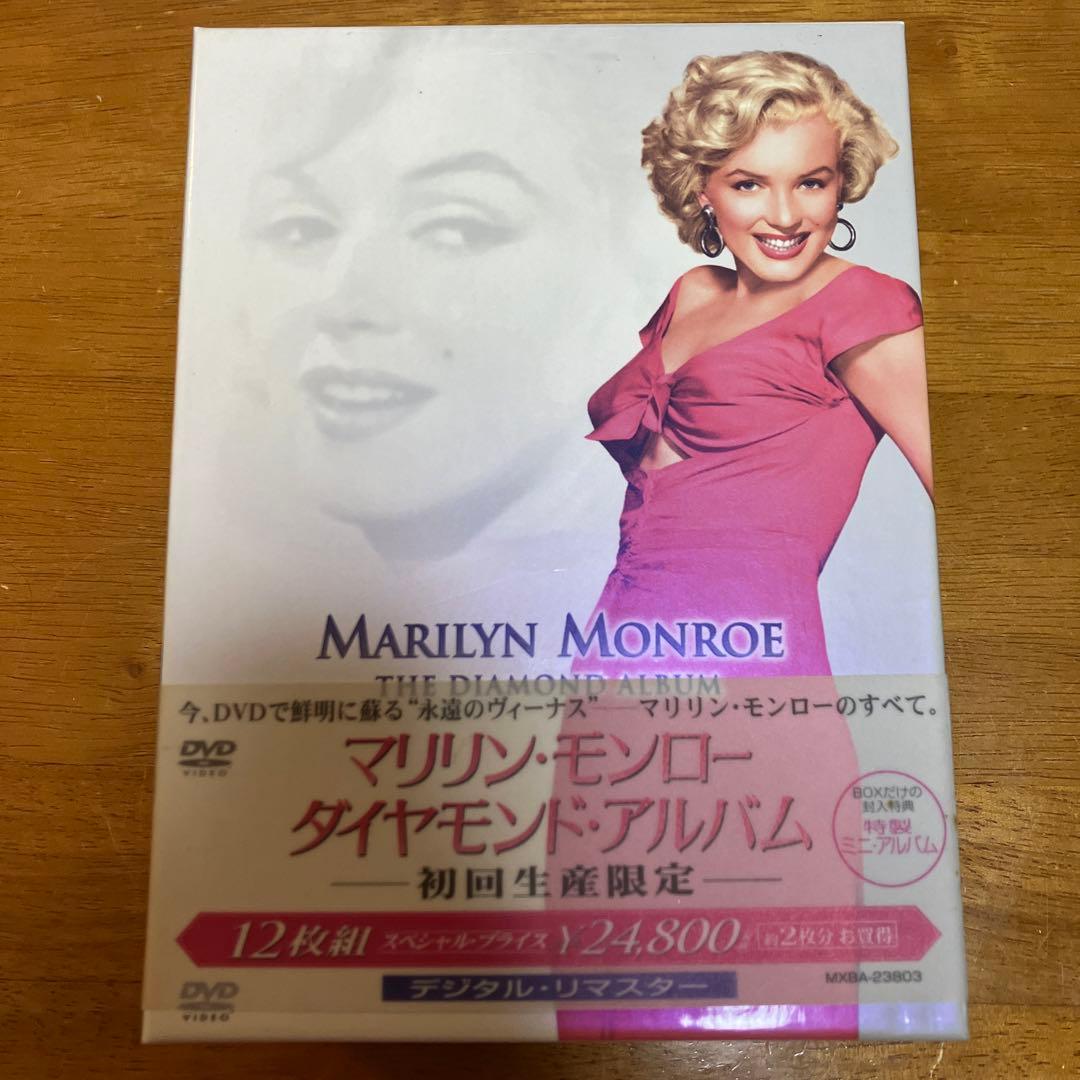 MARILYN MONROE
THE DIAMOND ALBUM
今、DVDで鮮明に蘇る“永遠のヴィーナス”——マリリン・モンローのすべて。
DVD
VIDEO
マリリン・モンロー
ダイヤモンド・アルバム
初回生産限定
BOXだけの
封入特典
特製
ミニ・アルバム
12枚組 スペシャル・プライス ¥24,800 約2枚分お買得
MXBA-23803
デジタル・リマスター
DVD
VIDEO